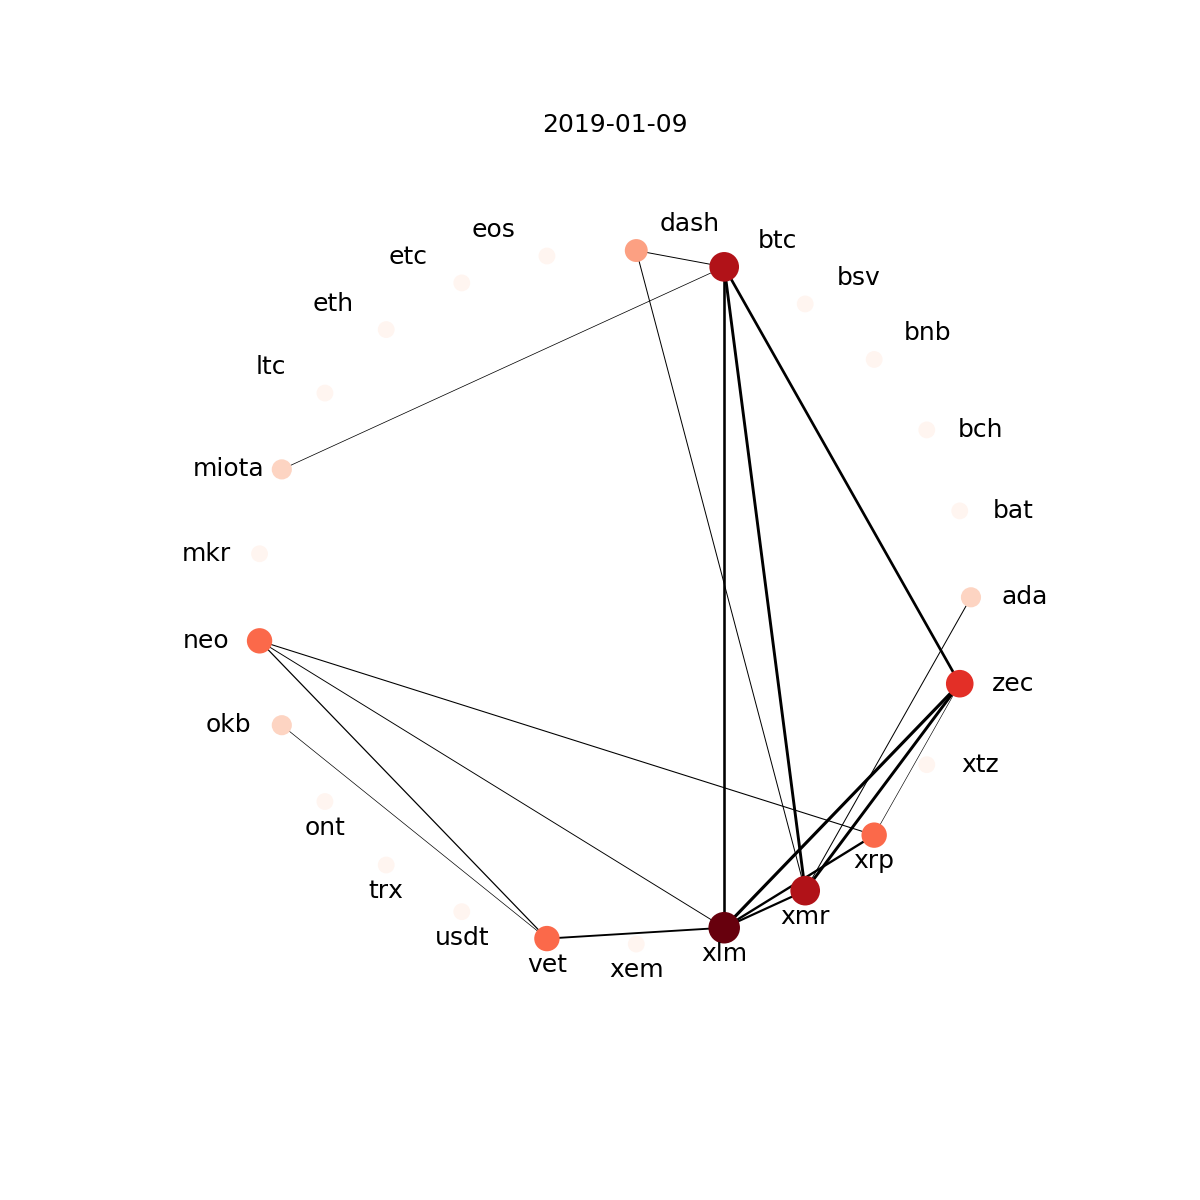 2019-01-09
dash
eos
btc
etc
bsv
eth
bnb
ltc
bch
miota
bat
mkr
ada
neo
zec
okb
xtz
ont
xrp
trx
xmr
usdt
xlm
vet
xem